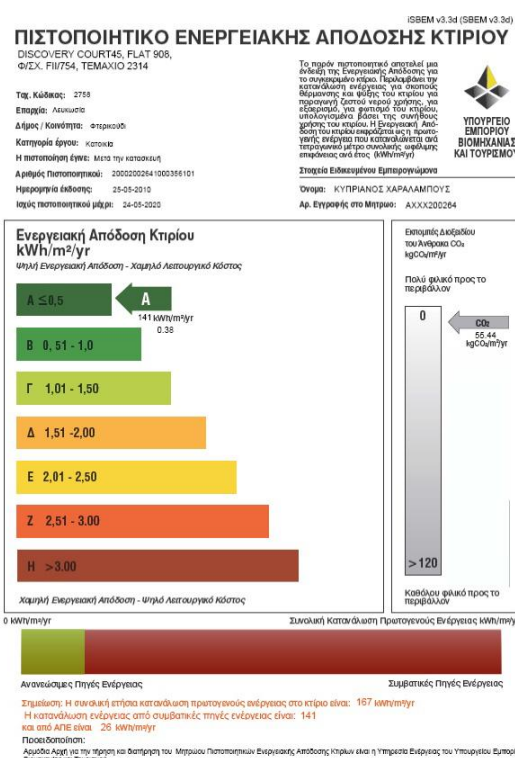 iSBEM v3.3d (SBEM v3.3d)
ΠΙΣΤΟΠΟΙΗΤΙΚΟ ΕΝΕΡΓΕΙΑΚΗΣ ΑΠΟΔΟΣΗΣ ΚΤΙΡΙΟΥ
DISCOVERY COURT45, FLAT 908,
Φ/ΣΧ. FII/754, ΤΕΜΑΧΙΟ 2314
Ταχ. Κώδικας: 2758
Επαρχία: Λευκωσία
Δήμος / Κοινότητα: Φτερικούδι
Κατηγορία έργου: Κατοικία
Η πιστοποίηση έγινε: Μετά την κατασκευή
Αριθμός Πιστοποιητικού: 20002002641000356101
Ημερομηνία έκδοσης: 25-05-2010
Ισχύς πιστοποιητικού μέχρι: 24-05-2020
Το παρόν πιστοποιητικό αποτελεί μια
ένδειξη της Ενεργειακής Απόδοσης για
το συγκεκριμένο κτίριο. Περιλαμβάνει την
κατανάλωση ενέργειας για σκοπούς
θέρμανσης και ψύξης του κτιρίου για
παραγωγή ζεστού νερού χρήσης, για
εξαερισμό, για φωτισμό του κτιρίου,
υπολογισμένα βάσει της συνήθους
χρήσης του κτιρίου. Η Ενεργειακή Από-
δοση του κτιρίου εκφράζεται ως η πρωτο-
γενής ενέργεια που καταναλώνεται ανά
τετραγωνικό μέτρο συνολικής ωφέλιμης
επιφάνειας ανά έτος (kWh/m²/yr)
ΥΠΟΥΡΓΕΙΟ
ΕΜΠΟΡΙΟΥ
ΒΙΟΜΗΧΑΝΙΑΣ
ΚΑΙ ΤΟΥΡΙΣΜΟΥ
Στοιχεία Ειδικευμένου Εμπειρογνώμονα
Όνομα: ΚΥΠΡΙΑΝΟΣ ΧΑΡΑΛΑΜΠΟΥΣ
Αρ. Εγγραφής στο Μητρώο: AXXX200264
Ενεργειακή Απόδοση Κτιρίου
kWh/m²/yr
Ψηλή Ενεργειακή Απόδοση - Χαμηλό Λειτουργικό Κόστος
A ≤0,5
A
141 kWh/m²/yr
0.38
B 0, 51 - 1,0
Γ 1,01 - 1,50
Δ 1,51 -2,00
E 2,01 - 2,50
Z 2,51 - 3.00
H >3.00
Χαμηλή Ενεργειακή Απόδοση - Ψηλό Λειτουργικό Κόστος
Εκπομπές Διοξειδίου
του Άνθρακα CO₂
kgCO₂/m²/yr
Πολύ φιλικό προς το
περιβάλλον
0
CO₂
55.44
kgCO₂/m²/yr
>120
Καθόλου φιλικό προς το
περιβάλλον
0 kWh/m²/yr
Συνολική Κατανάλωση Πρωτογενούς Ενέργειας kWh/m²/y
Ανανεώσιμες Πηγές Ενέργειας
Συμβατικές Πηγές Ενέργειας
Σημείωση: Η συνολική ετήσια κατανάλωση πρωτογενούς ενέργειας στο κτίριο είναι: 167 kWh/m²/yr
Η κατανάλωση ενέργειας από συμβατικές πηγές ενέργειας είναι: 141
και από ΑΠΕ είναι 26 kWh/m²/yr
Προειδοποίηση:
Αρμόδια Αρχή για την τήρηση και διατήρηση του Μητρώου Πιστοποιητικών Ενεργειακής Απόδοσης Κτιρίων είναι η Υπηρεσία Ενέργειας του Υπουργείου Εμπορί